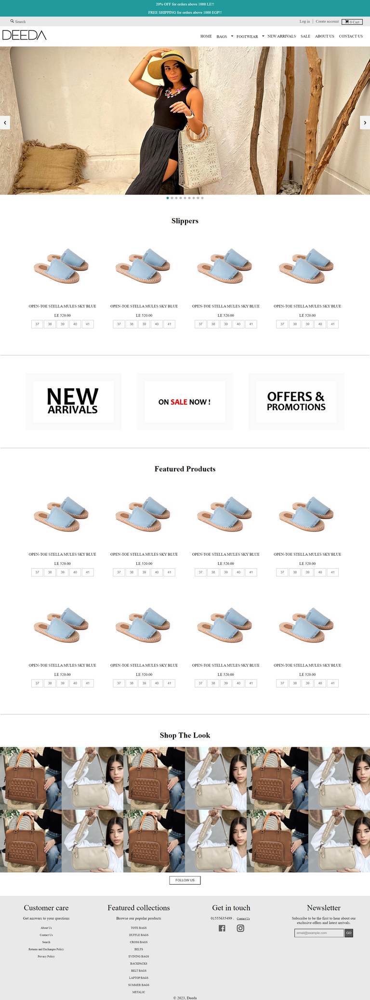 20% OFF for orders above 1000 LE!!
FREE SHIPPING for orders above 1000 EGP!!
Search
Log in | Create account 0 Cart
DEEDA
HOME BAGS FOOTWEAR NEW ARRIVALS SALE ABOUT US CONTACT US
Slippers
OPEN-TOE STELLA MULES SKY BLUE OPEN-TOE STELLA MULES SKY BLUE OPEN-TOE STELLA MULES SKY BLUE OPEN-TOE STELLA MULES SKY BLUE
LE 520.00 LE 520.00 LE 520.00 LE 520.00
37 38 39 40 41 37 38 39 40 41 37 38 39 40 41 37 38 39 40 41
NEW
ARRIVALS
ON SALE NOW !
OFFERS &
PROMOTIONS
Featured Products
OPEN-TOE STELLA MULES SKY BLUE OPEN-TOE STELLA MULES SKY BLUE OPEN-TOE STELLA MULES SKY BLUE OPEN-TOE STELLA MULES SKY BLUE
LE 520.00 LE 520.00 LE 520.00 LE 520.00
37 38 39 40 41 37 38 39 40 41 37 38 39 40 41 37 38 39 40 41
OPEN-TOE STELLA MULES SKY BLUE OPEN-TOE STELLA MULES SKY BLUE OPEN-TOE STELLA MULES SKY BLUE OPEN-TOE STELLA MULES SKY BLUE
LE 520.00 LE 520.00 LE 520.00 LE 520.00
37 38 39 40 41 37 38 39 40 41 37 38 39 40 41 37 38 39 40 41
Shop The Look
FOLLOW US
Customer care
Get answers to your questions
About Us
Contact Us
Search
Returns and Exchanges Policy
Privacy Policy
Featured collections
Browse our popular products
TOTE BAGS
DUFFLE BAGS
CROSS BAGS
BELTS
EVINING BAGS
BACKPACKS
BELT BAGS
LAPTOP BAGS
SUMMER BAGS
METALIC
Get in touch
01555635499 . Contact Us
Newsletter
Subscribe to be the first to hear about our
exclusive offers and latest arrivals.
email@example.com GO
© 2023, Deeda